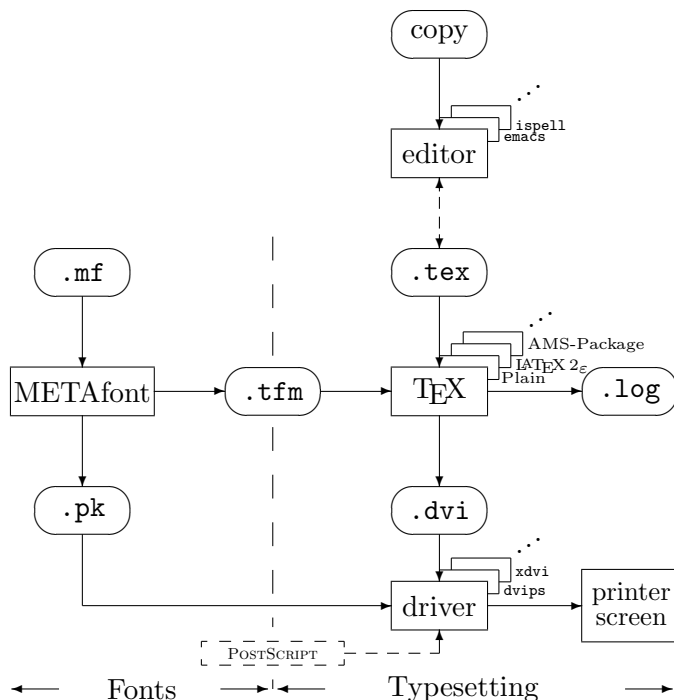 copy
ispell
emacs
editor
.mf
.tex
AMS-Package
LATEX 2ε
Plain
METAfont
.tfm
TEX
.log
.pk
.dvi
xdvi
dvips
driver
printer
screen
POSTSCRIPT
Fonts
Typesetting